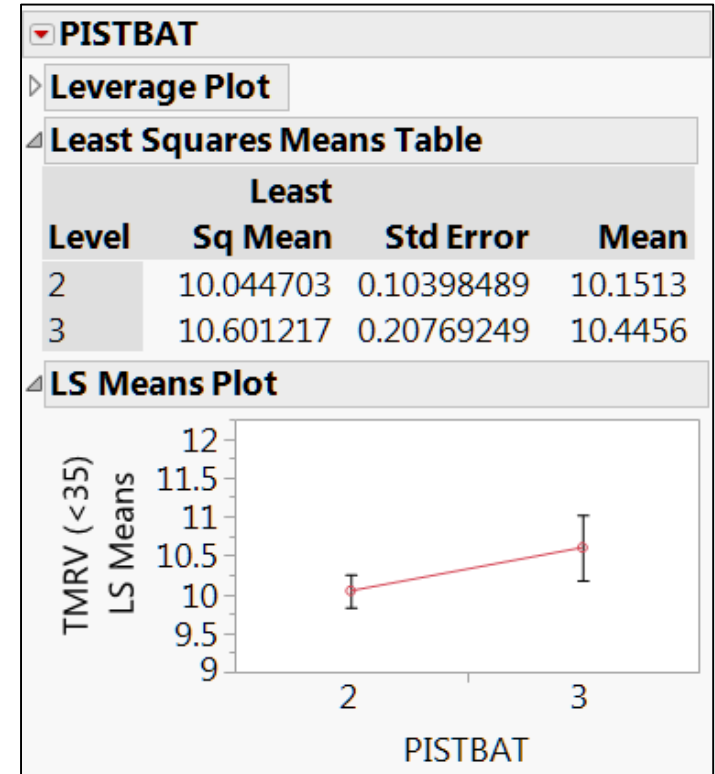 PISTBAT
Leverage Plot
Least Squares Means Table
Least
Level Sq Mean Std Error Mean
2 10.044703 0.10398489 10.1513
3 10.601217 0.20769249 10.4456
LS Means Plot
TMRV (<35)
LS Means
12
11.5
11
10.5
10
9.5
9
2 3
PISTBAT